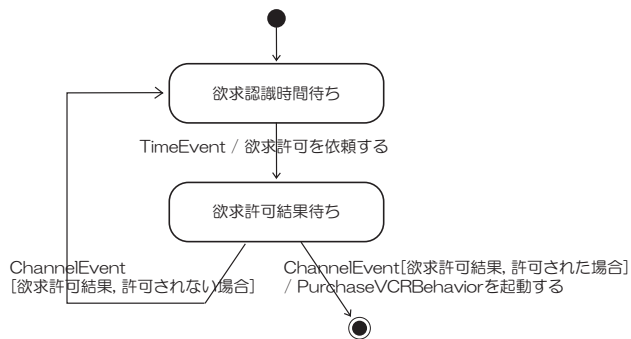 欲求認識時間待ち
TimeEvent / 欲求許可を依頼する
欲求許可結果待ち
ChannelEvent
[欲求許可結果, 許可されない場合]
ChannelEvent[欲求許可結果, 許可された場合]
/ PurchaseVCRBehaviorを起動する